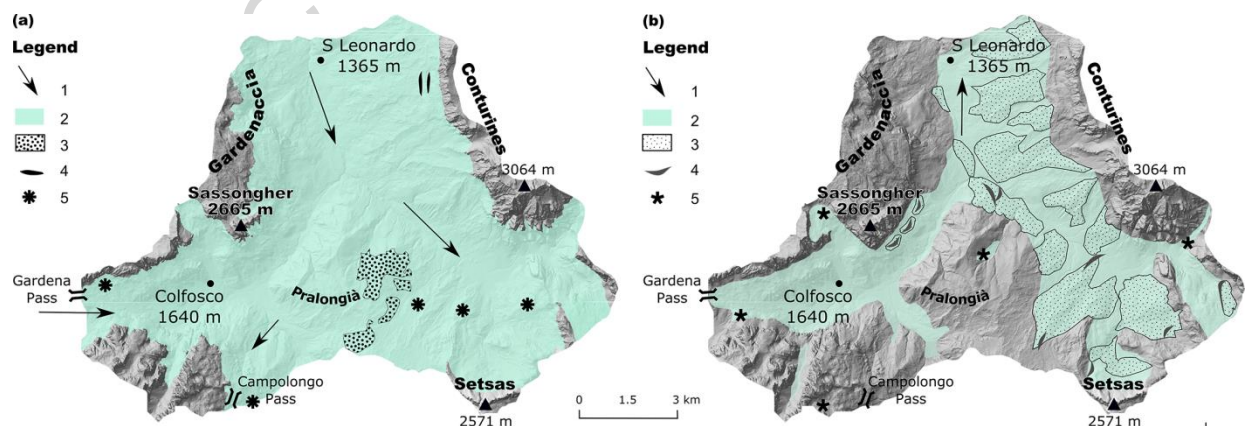 (a)
Legend
1
2
3
4
5
S Leonardo
1365 m
Gardenaccia
Conturines
3064 m
Sassongher
2665 m
Gardena
Pass
Colfosco
1640 m
Pralongià
Campolongo
Pass
Setsas
2571 m
0 1.5 3 km
(b)
Legend
1
2
3
4
5
S Leonardo
1365 m
Gardenaccia
Conturines
3064 m
Sassongher
2665 m
Gardena
Pass
Colfosco
1640 m
Pralongià
Campolongo
Pass
Setsas
2571 m